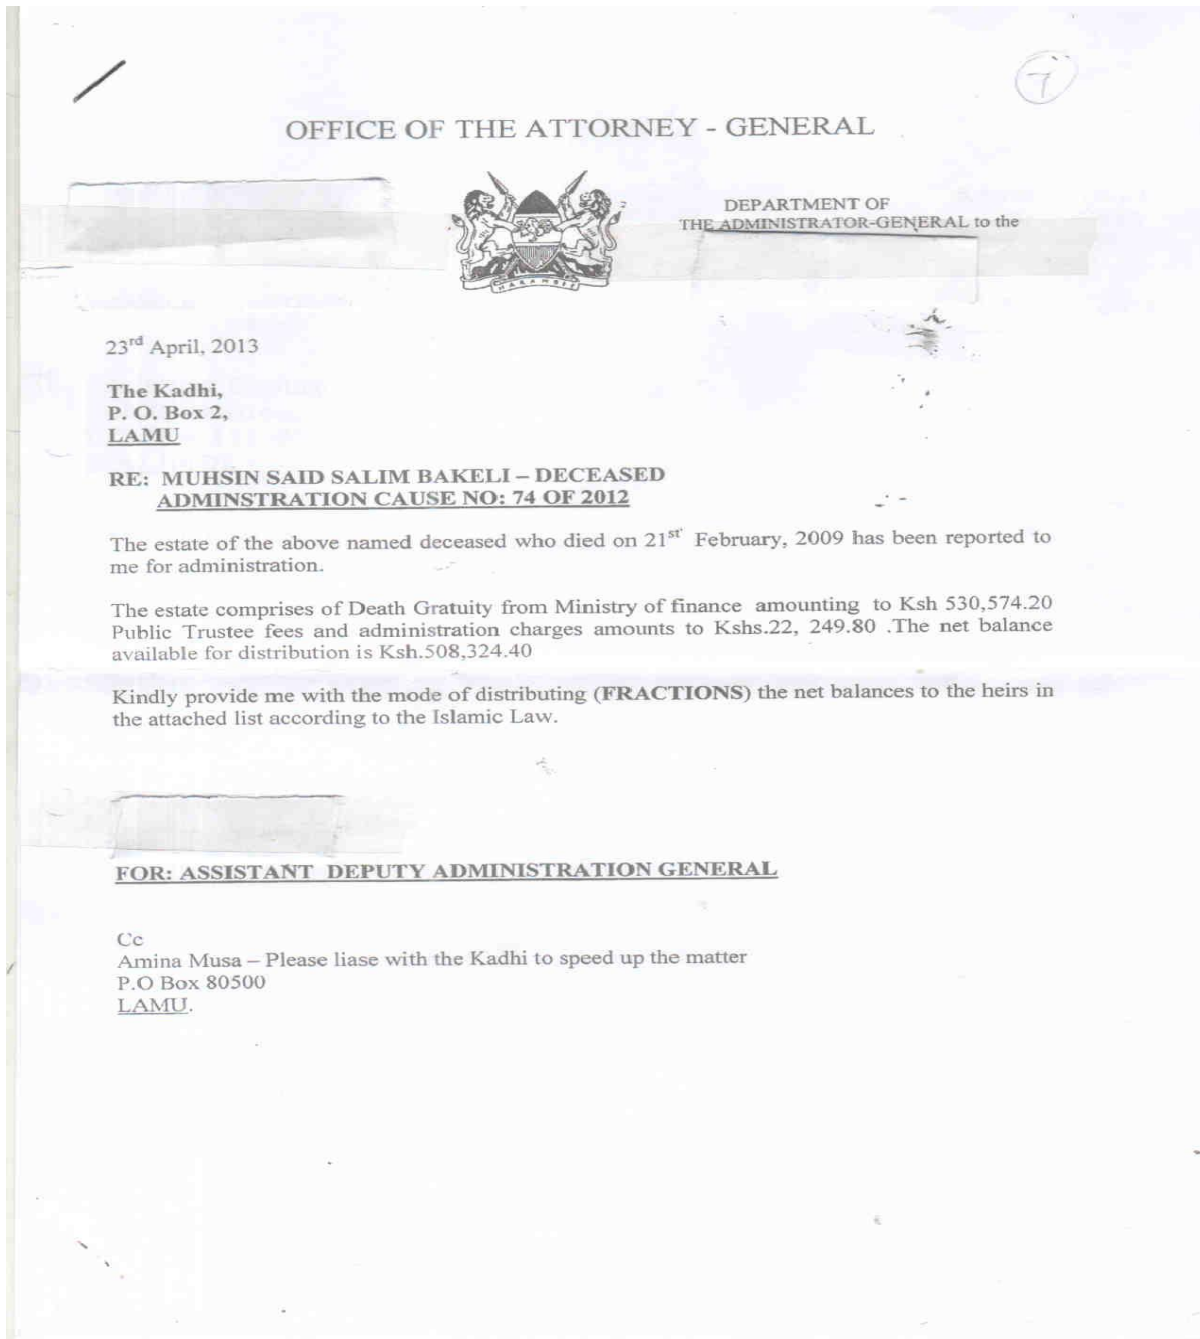 7
OFFICE OF THE ATTORNEY - GENERAL
DEPARTMENT OF
THE ADMINISTRATOR-GENERAL to the
HARAMBEE
23rd April, 2013
The Kadhi,
P. O. Box 2,
LAMU
RE: MUHSIN SAID SALIM BAKELI – DECEASED
ADMINSTRATION CAUSE NO: 74 OF 2012
The estate of the above named deceased who died on 21st February, 2009 has been reported to
me for administration.
The estate comprises of Death Gratuity from Ministry of finance amounting to Ksh 530,574.20
Public Trustee fees and administration charges amounts to Kshs.22, 249.80 .The net balance
available for distribution is Ksh.508,324.40
Kindly provide me with the mode of distributing (FRACTIONS) the net balances to the heirs in
the attached list according to the Islamic Law.
FOR: ASSISTANT DEPUTY ADMINISTRATION GENERAL
Cc
Amina Musa – Please liase with the Kadhi to speed up the matter
P.O Box 80500
LAMU.